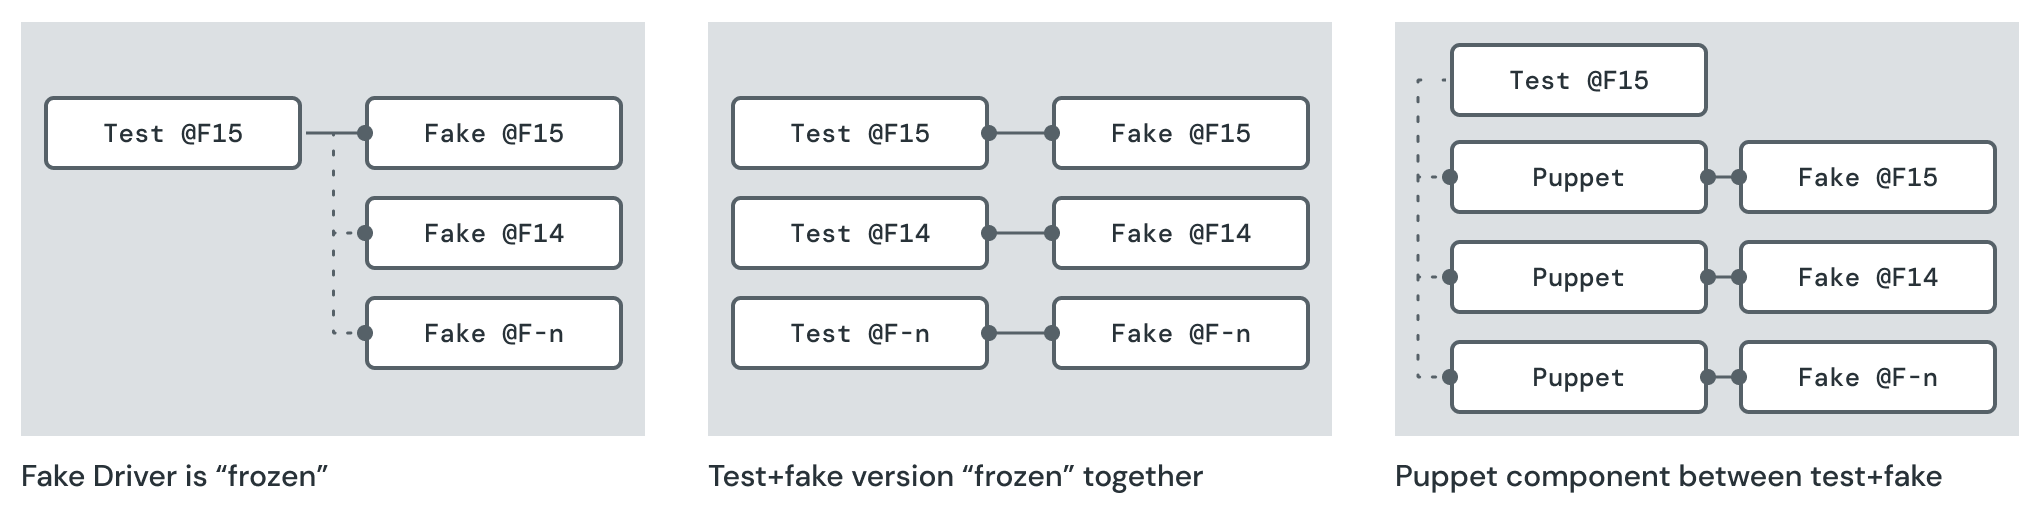 Test @F15
Fake @F15
Fake @F14
Fake @F-n
Fake Driver is “frozen”
Test @F15
Fake @F15
Test @F14
Fake @F14
Test @F-n
Fake @F-n
Test+fake version “frozen” together
Test @F15
Puppet
Fake @F15
Puppet
Fake @F14
Puppet
Fake @F-n
Puppet component between test+fake